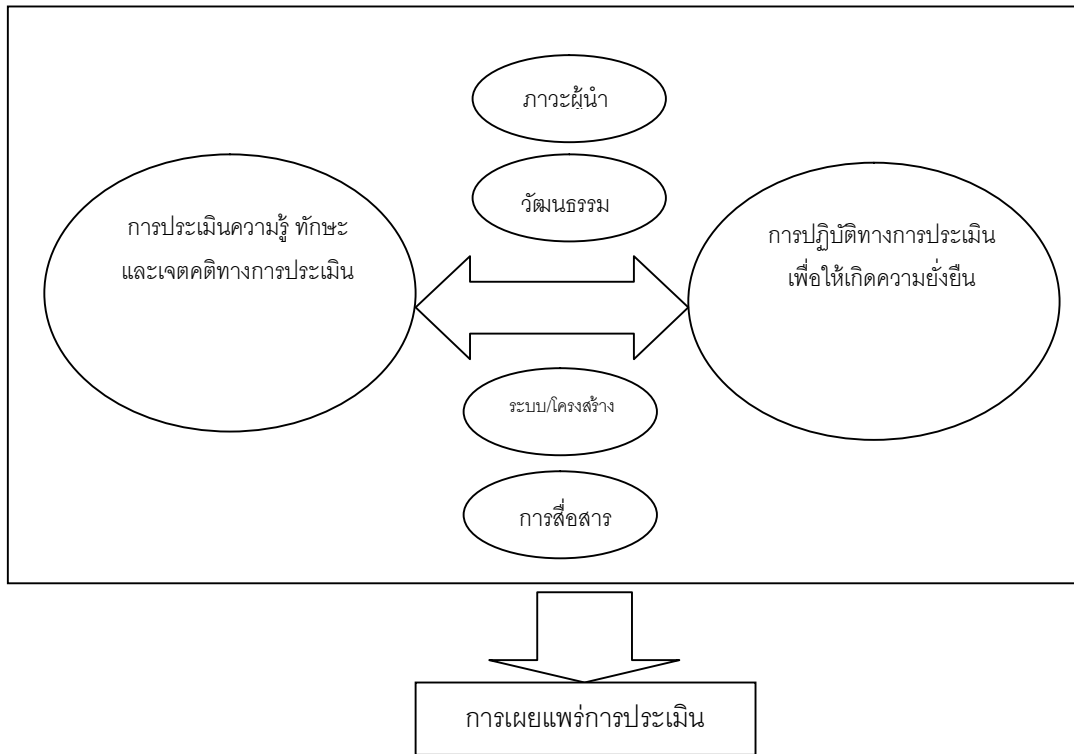 ภาวะผู้นำ
วัฒนธรรม
การประเมินความรู้ ทักษะ
และเจตคติทางการประเมิน
การปฏิบัติทางการประเมิน
เพื่อให้เกิดความยั่งยืน
ระบบ/โครงสร้าง
การสื่อสาร
การเผยแพร่การประเมิน